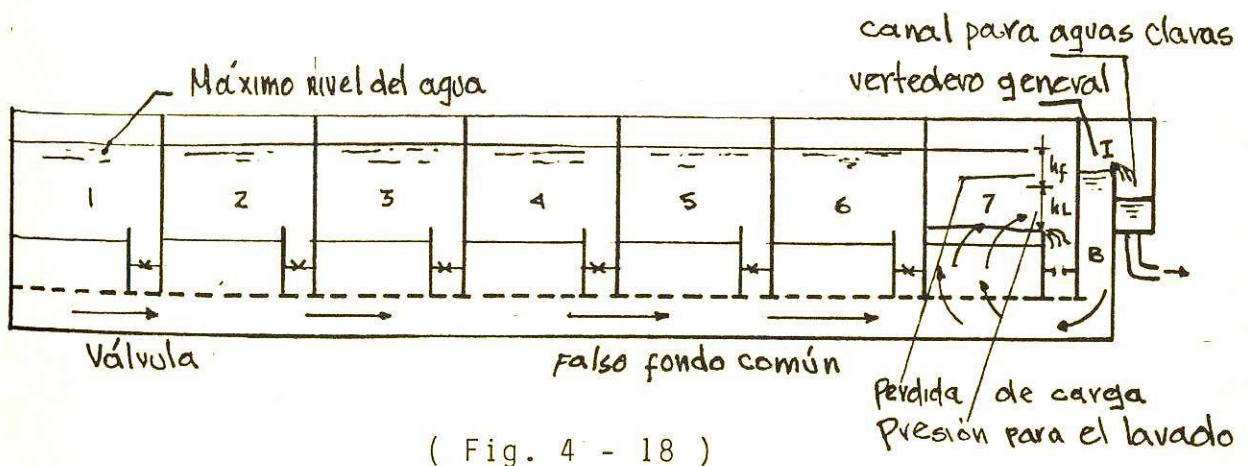 canal para aguas claras
vertedero general
Máximo nivel del agua
I
hf
1 2 3 4 5 6 7
hL
B
Válvula
Falso fondo común
Perdida de carga
Presión para el lavado
( Fig. 4 - 18 )